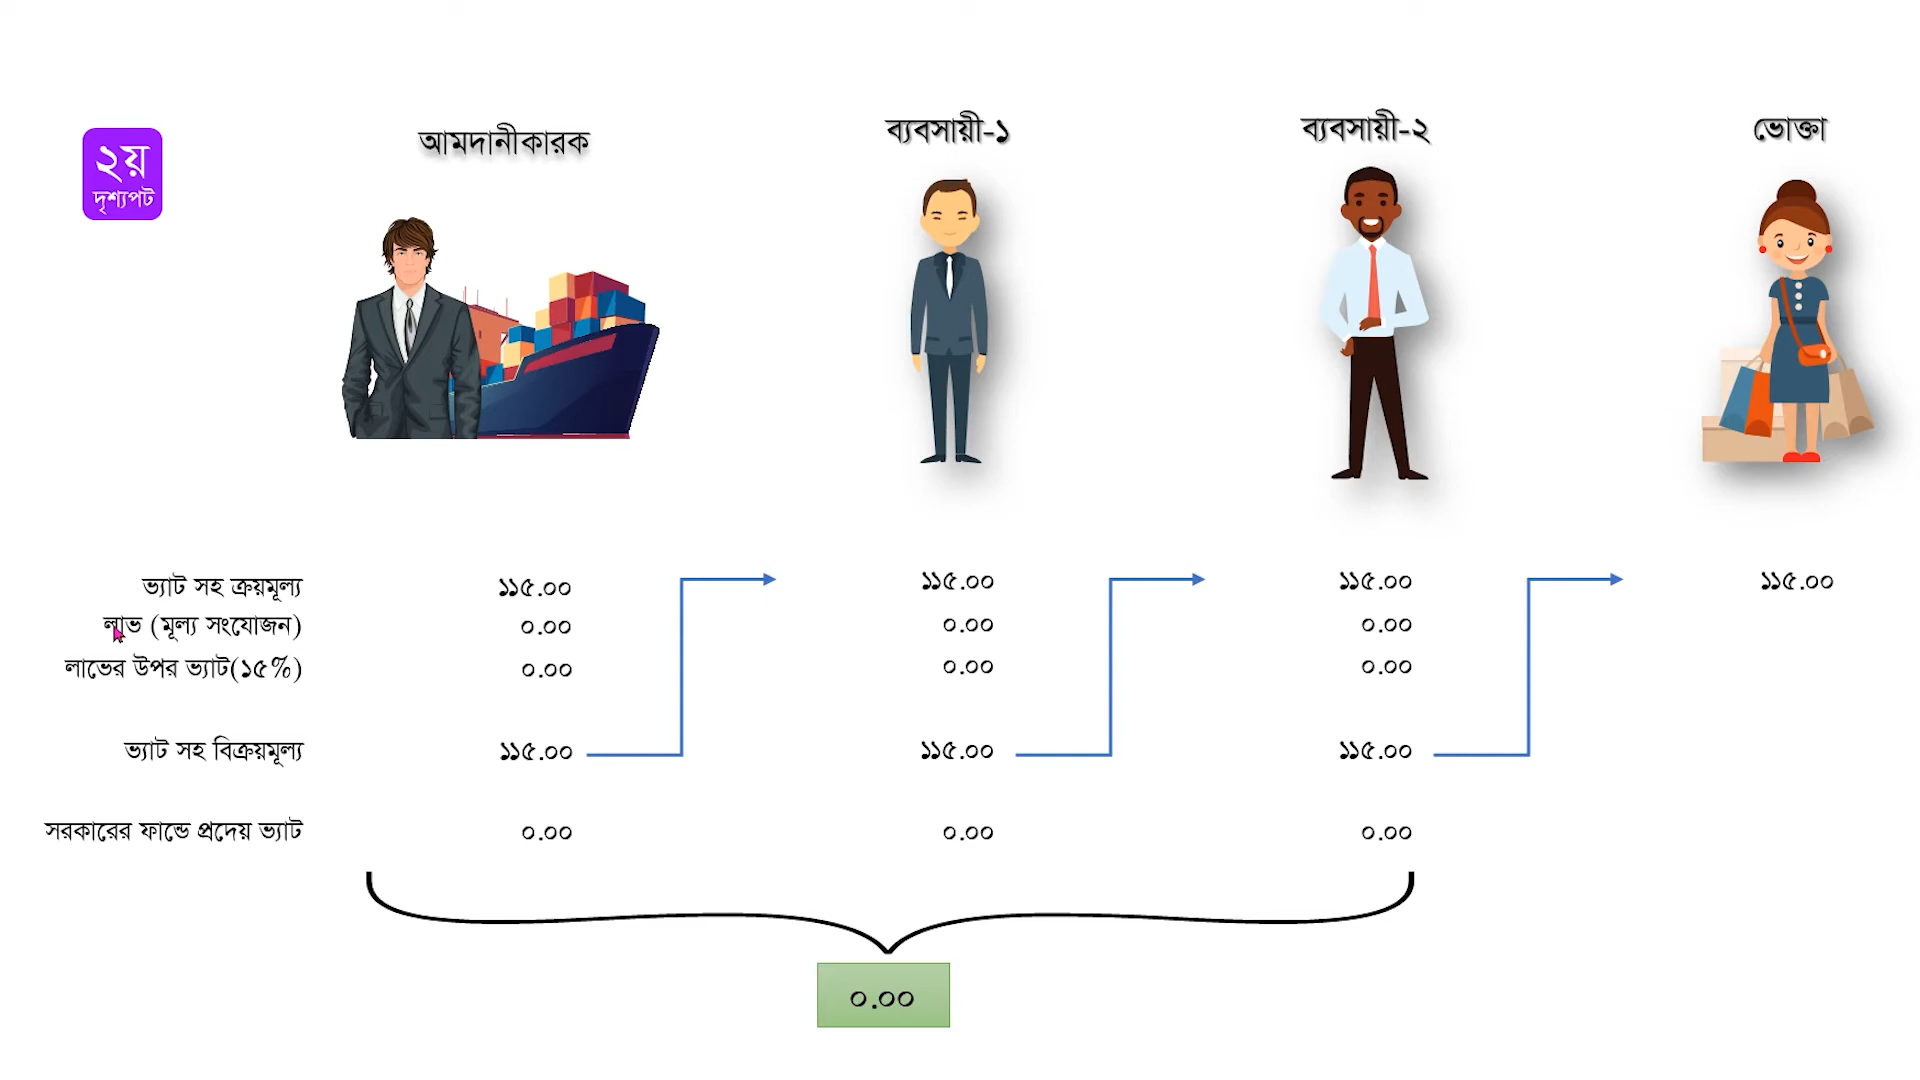 ২য়
দৃশ্যপট
আমদানীকারক
ব্যবসায়ী-১
ব্যবসায়ী-২
ভোক্তা
ভ্যাট সহ ক্রয়মূল্য ১১৫.০০ ১১৫.০০ ১১৫.০০ ১১৫.০০
লাভ (মূল্য সংযোজন) ০.০০ ০.০০ ০.০০
লাভের উপর ভ্যাট(১৫%) ০.০০ ০.০০ ০.০০
ভ্যাট সহ বিক্রয়মূল্য ১১৫.০০ ১১৫.০০ ১১৫.০০
সরকারের ফান্ডে প্রদেয় ভ্যাট ০.০০ ০.০০ ০.০০
০.০০